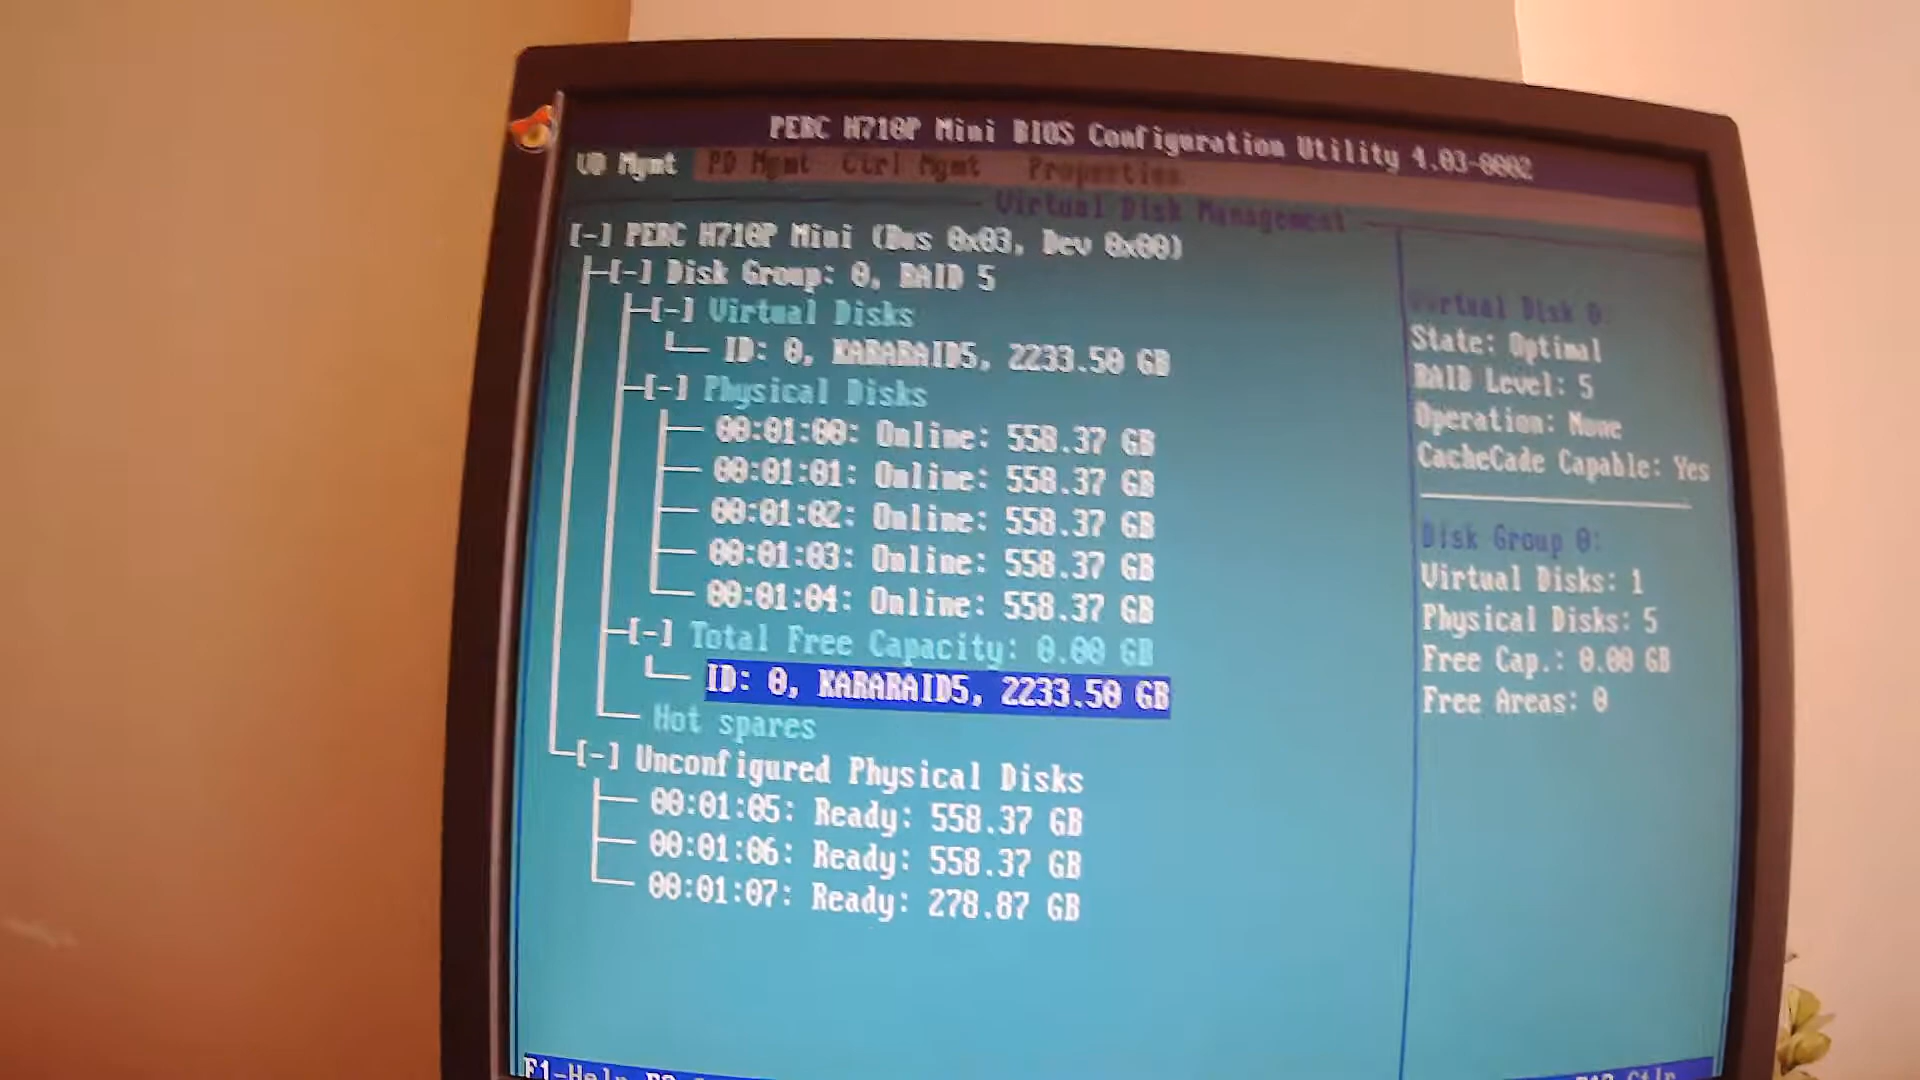 PERC H710P Mini BIOS Configuration Utility 4.03-0002
VD Mgmt PD Mgmt Ctrl Mgmt Properties
Virtual Disk Management
[-] PERC H710P Mini (Bus 0x03, Dev 0x00)
[-] Disk Group: 0, RAID 5
[-] Virtual Disks
ID: 0, KARARAID5, 2233.50 GB
[-] Physical Disks
00:01:00: Online: 558.37 GB
00:01:01: Online: 558.37 GB
00:01:02: Online: 558.37 GB
00:01:03: Online: 558.37 GB
00:01:04: Online: 558.37 GB
[-] Total Free Capacity: 0.00 GB
ID: 0, KARARAID5, 2233.50 GB
Hot spares
[-] Unconfigured Physical Disks
00:01:05: Ready: 558.37 GB
00:01:06: Ready: 558.37 GB
00:01:07: Ready: 278.87 GB
Virtual Disk 0:
State: Optimal
RAID Level: 5
Operation: None
CacheCade Capable: Yes
Disk Group 0:
Virtual Disks: 1
Physical Disks: 5
Free Cap.: 0.00 GB
Free Areas: 0
F1-Help